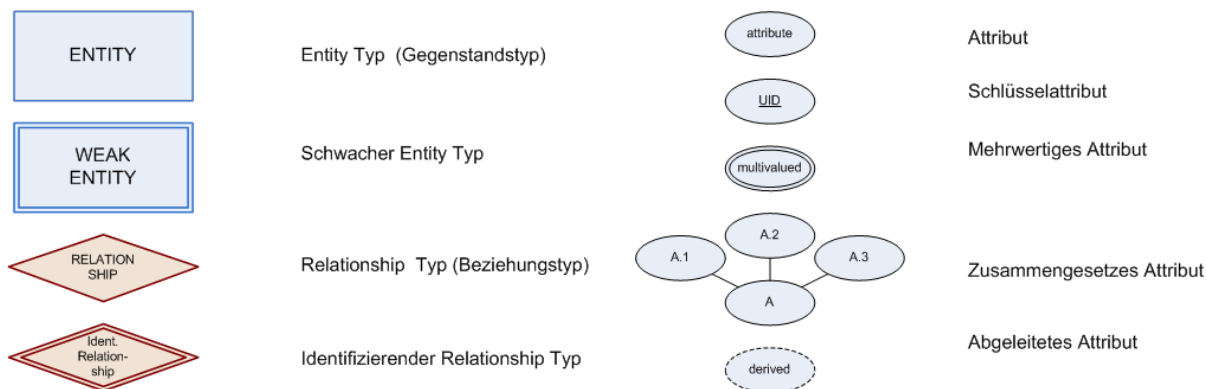 ENTITY
Entity Typ (Gegenstandstyp)
WEAK
ENTITY
Schwacher Entity Typ
RELATION
SHIP
Relationship Typ (Beziehungstyp)
Ident.
Relation-
ship
Identifizierender Relationship Typ
attribute
Attribut
UID
Schlüsselattribut
multivalued
Mehrwertiges Attribut
A.1
A.2
A.3
A
Zusammengesetzes Attribut
derived
Abgeleitetes Attribut